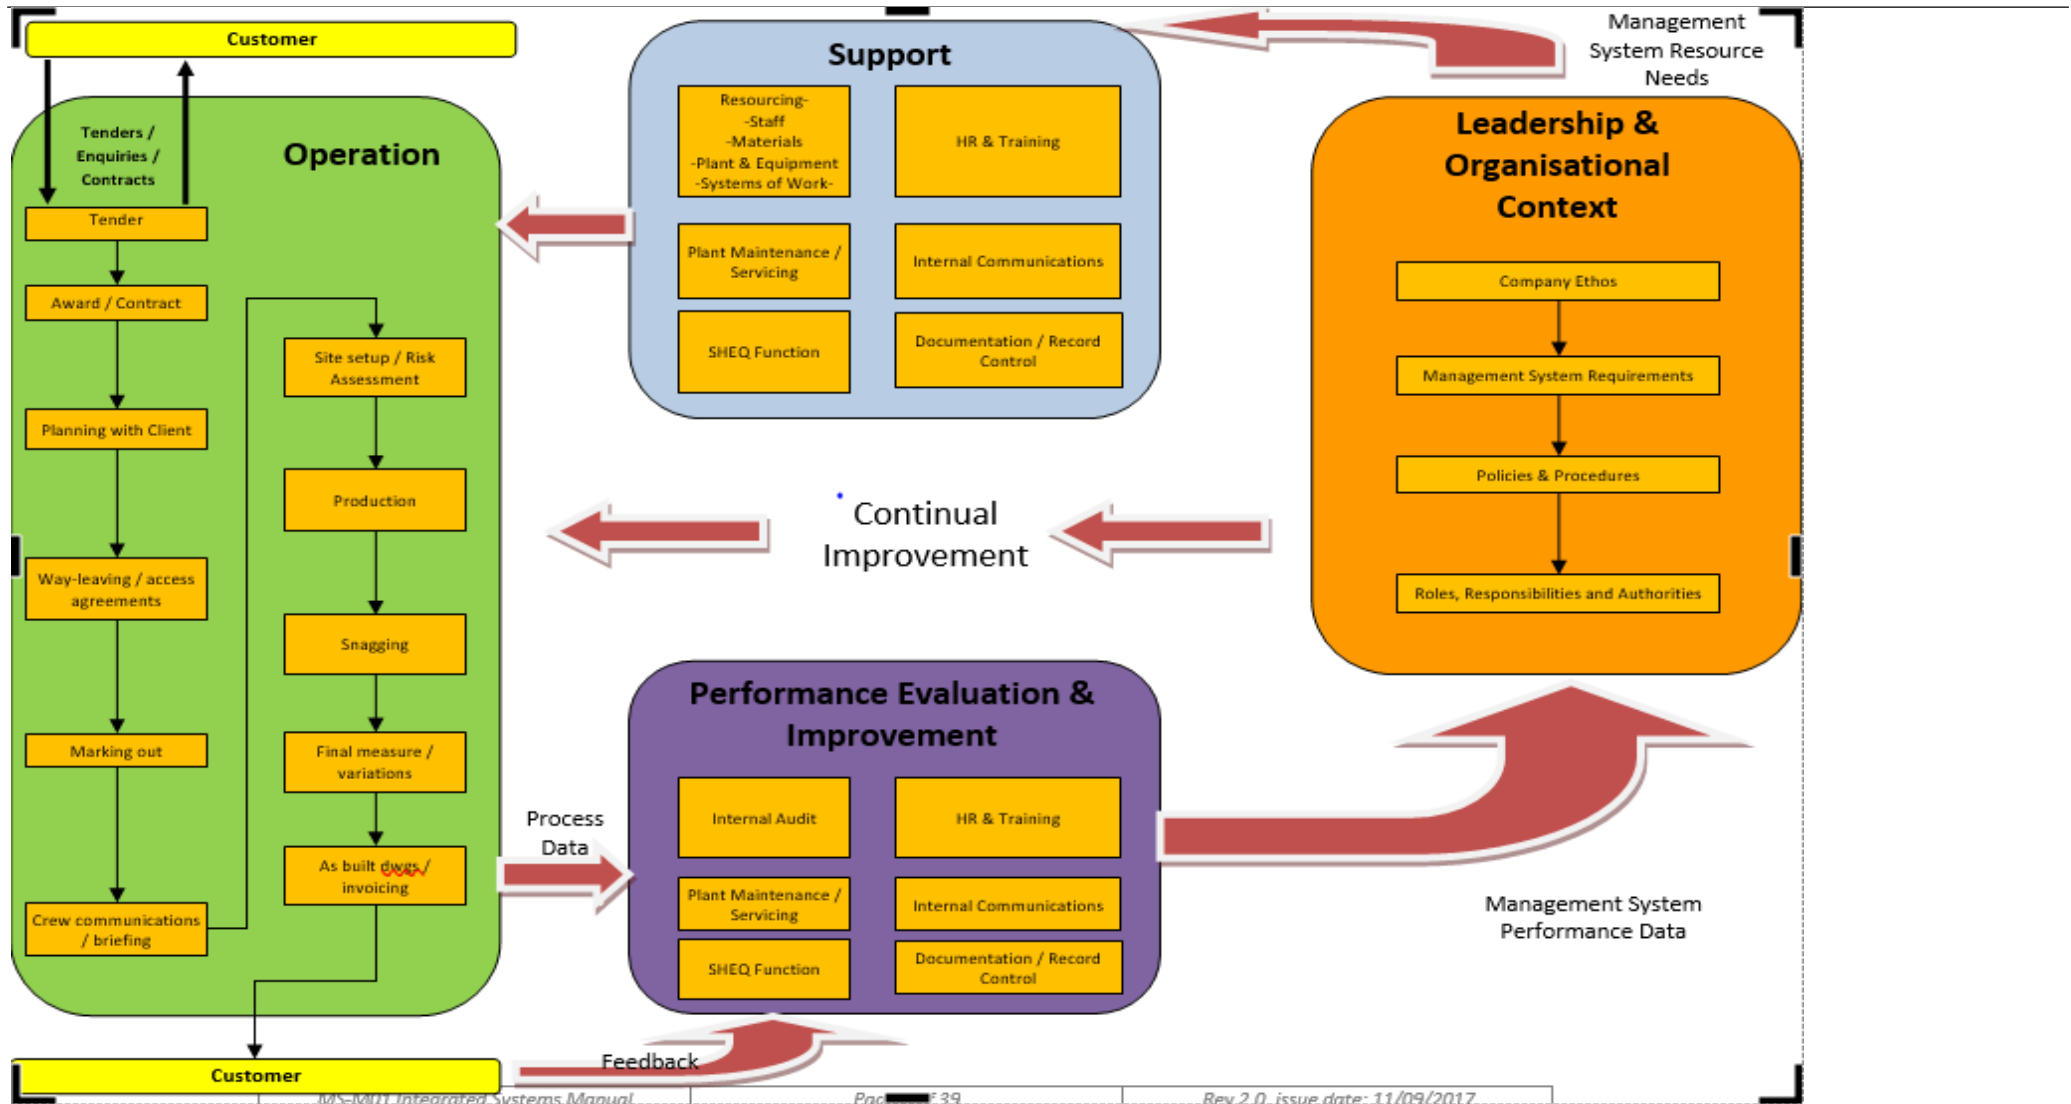 Customer
Tenders /
Enquiries /
Contracts
Operation
Tender
Award / Contract
Planning with Client
Way-leaving / access
agreements
Marking out
Crew communications
/ briefing
Site setup / Risk
Assessment
Production
Snagging
Final measure /
variations
As built dwgs/
invoicing
Customer
Support
Resourcing-
-Staff
-Materials
-Plant & Equipment
-Systems of Work-
HR & Training
Plant Maintenance /
Servicing
Internal Communications
SHEQ Function
Documentation / Record
Control
Continual
Improvement
Process
Data
Performance Evaluation &
Improvement
Internal Audit
HR & Training
Plant Maintenance /
Servicing
Internal Communications
SHEQ Function
Documentation / Record
Control
Feedback
Management
System Resource
Needs
Leadership &
Organisational
Context
Company Ethos
Management System Requirements
Policies & Procedures
Roles, Responsibilities and Authorities
Management System
Performance Data
MS-M01 Integrated Systems Manual
39
Rev 2.0, issue date: 11/09/2017